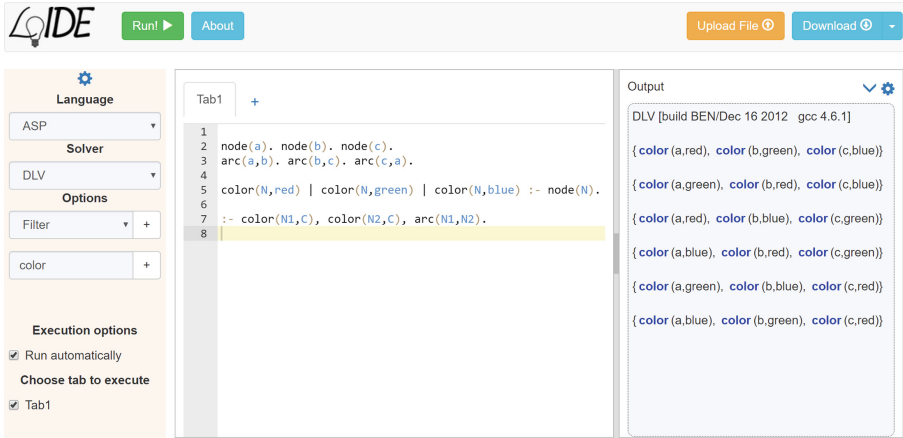 LOIDE
Run!
About
Upload File
Download
Language
ASP
Solver
DLV
Options
Filter
+
color
+
Execution options
Run automatically
Choose tab to execute
Tab1
Tab1
+
1
2 node(a). node(b). node(c).
3 arc(a,b). arc(b,c). arc(c,a).
4
5 color(N,red) | color(N,green) | color(N,blue) :- node(N).
6
7 :- color(N1,C), color(N2,C), arc(N1,N2).
8
Output
DLV [build BEN/Dec 16 2012 gcc 4.6.1]
{ color (a,red), color (b,green), color (c,blue)}
{ color (a,green), color (b,red), color (c,blue)}
{ color (a,red), color (b,blue), color (c,green)}
{ color (a,blue), color (b,red), color (c,green)}
{ color (a,green), color (b,blue), color (c,red)}
{ color (a,blue), color (b,green), color (c,red)}